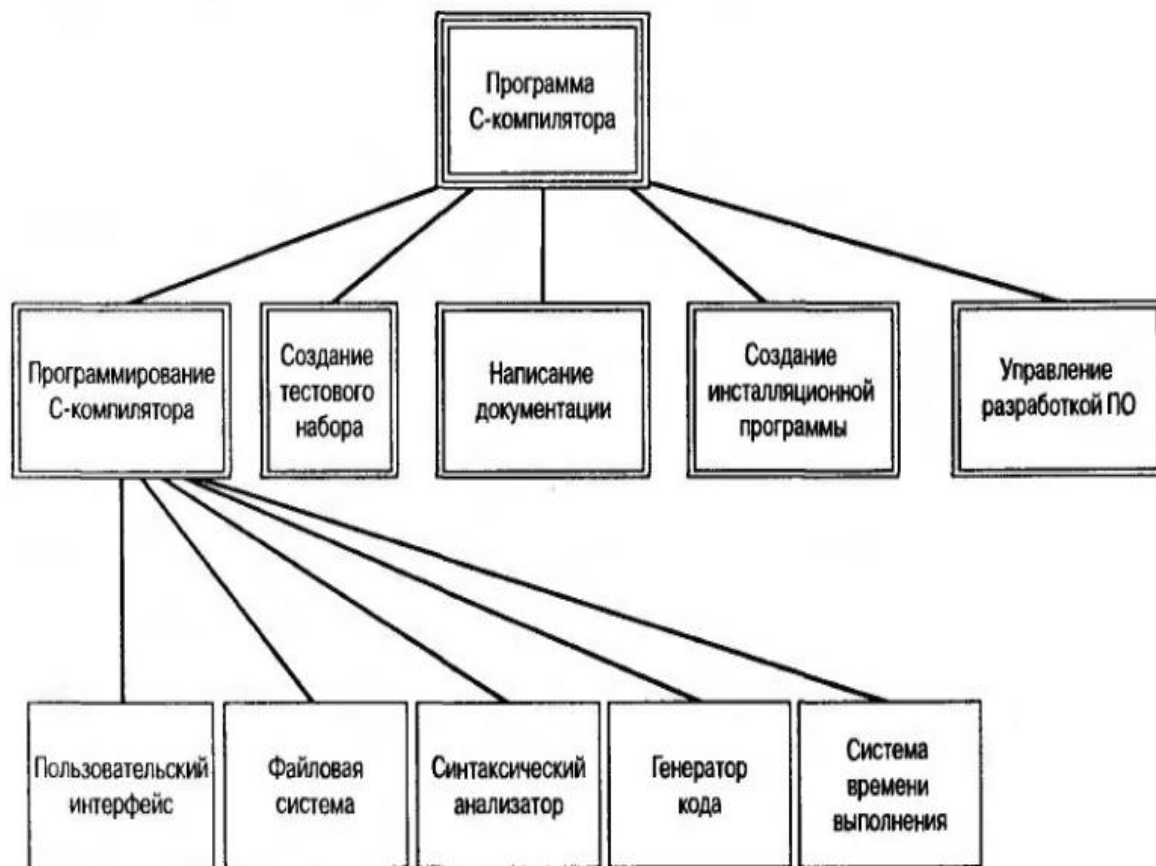 Программа
С-компилятора
Программирование
С-компилятора
Создание
тестового
набора
Написание
документации
Создание
инсталляционной
программы
Управление
разработкой ПО
Пользовательский
интерфейс
Файловая
система
Синтаксический
анализатор
Генератор
кода
Система
времени
выполнения